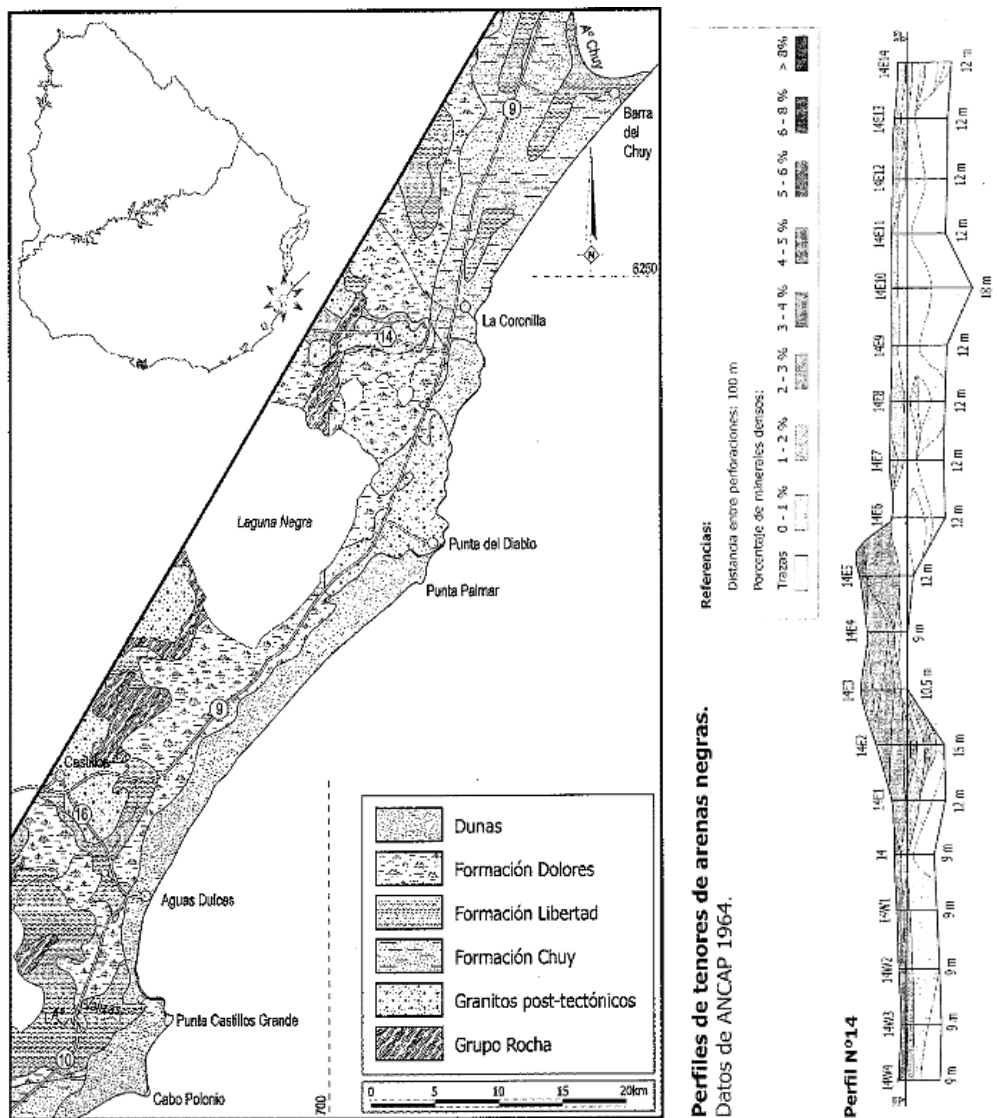 Aº Chuy
9
Barra
del
Chuy
N
6250
La Coronilla
14
Laguna Negra
Punta del Diablo
Punta Palmar
9
Castillos
16
Aguas Dulces
Punta Castillos Grande
10
Cabo Polonio
700
Dunas
Formación Dolores
Formación Libertad
Formación Chuy
Granitos post-tectónicos
Grupo Rocha
0 5 10 15 20km
Perfiles de tenores de arenas negras.
Datos de ANCAP 1964.
Referencias:
Distancia entre perforaciones: 100 m
Porcentaje de minerales densos:
Trazas 0 - 1 % 1 - 2 % 2 - 3 % 3 - 4 % 4 - 5 % 5 - 6 % 6 - 8 % > 8%
Perfil Nº14
14W4 14W3 14W2 14W1 14 14E1 14E2 14E3 14E4 14E5 14E6 14E7 14E8 14E9 14E10 14E11 14E12 14E13 14E14
9 m 9 m 9 m 9 m 9 m 12 m 15 m 10.5 m 9 m 12 m 12 m 12 m 12 m 12 m 18 m 12 m 12 m 12 m 12 m